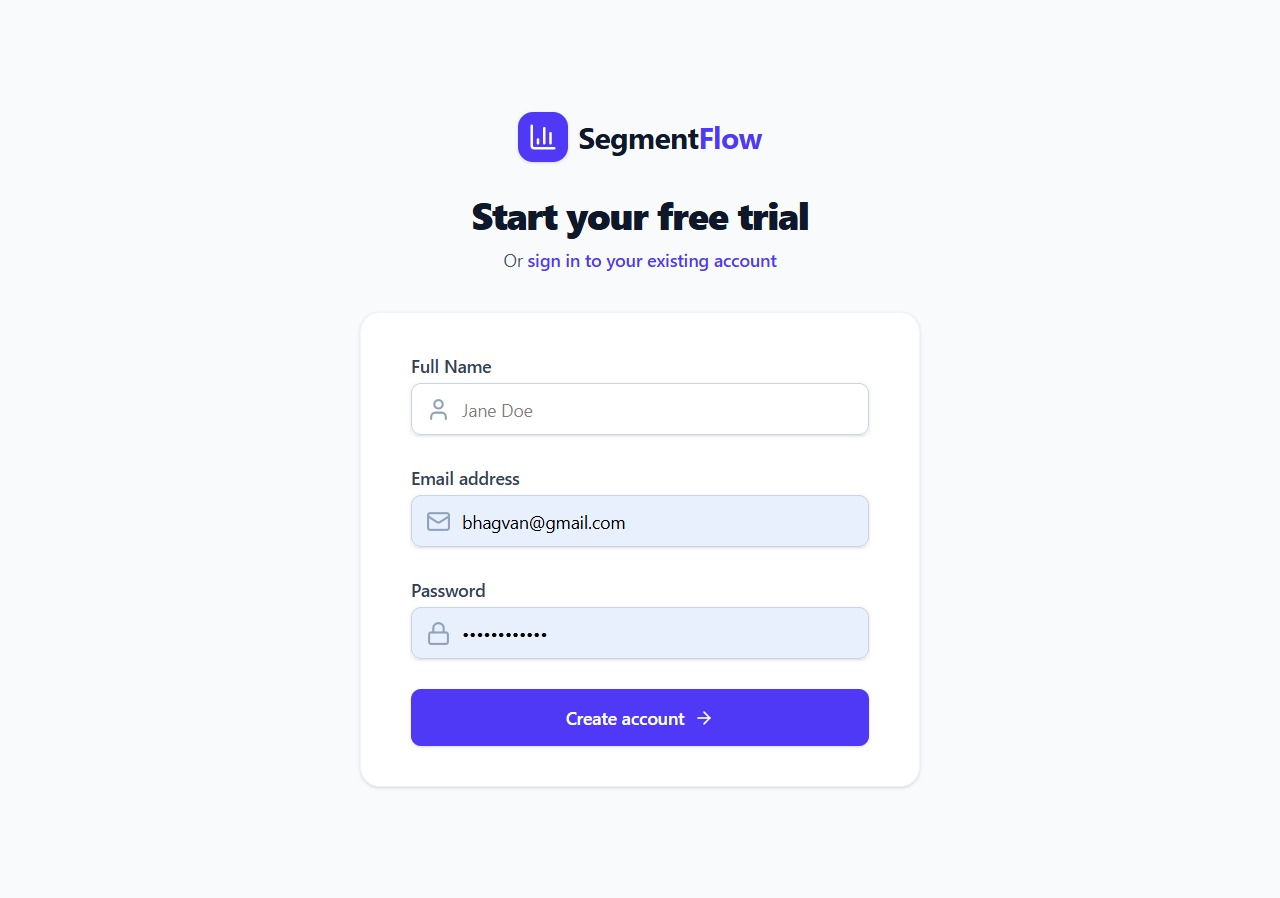 SegmentFlow
Start your free trial
Or sign in to your existing account
Full Name
Jane Doe
Email address
bhagvan@gmail.com
Password
••••••••••••
Create account →